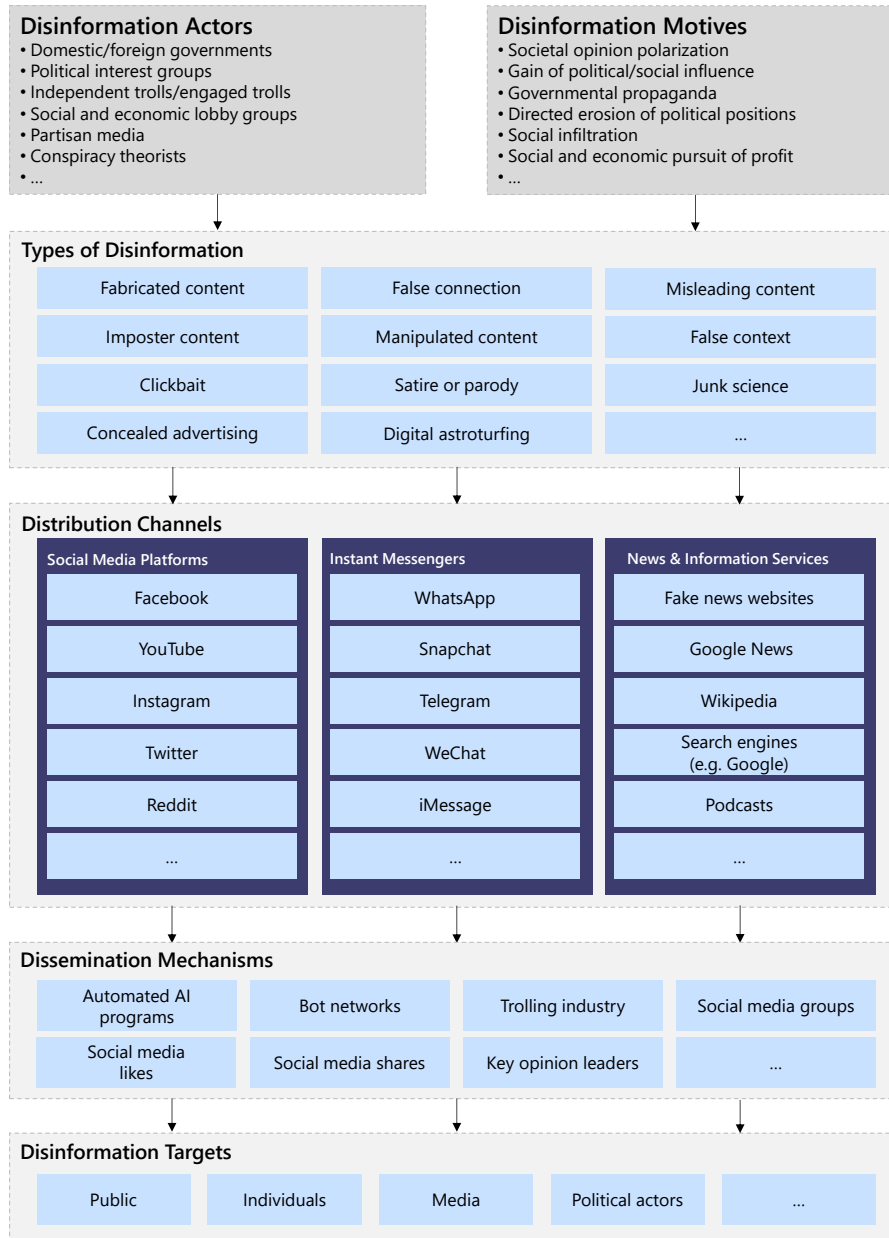 Disinformation Actors
• Domestic/foreign governments
• Political interest groups
• Independent trolls/engaged trolls
• Social and economic lobby groups
• Partisan media
• Conspiracy theorists
• ...
Disinformation Motives
• Societal opinion polarization
• Gain of political/social influence
• Governmental propaganda
• Directed erosion of political positions
• Social infiltration
• Social and economic pursuit of profit
• ...
Types of Disinformation
Fabricated content
False connection
Misleading content
Imposter content
Manipulated content
False context
Clickbait
Satire or parody
Junk science
Concealed advertising
Digital astroturfing
...
Distribution Channels
Social Media Platforms
Facebook
YouTube
Instagram
Twitter
Reddit
...
Instant Messengers
WhatsApp
Snapchat
Telegram
WeChat
iMessage
...
News & Information Services
Fake news websites
Google News
Wikipedia
Search engines
(e.g. Google)
Podcasts
...
Dissemination Mechanisms
Automated AI
programs
Bot networks
Trolling industry
Social media groups
Social media
likes
Social media shares
Key opinion leaders
...
Disinformation Targets
Public
Individuals
Media
Political actors
...